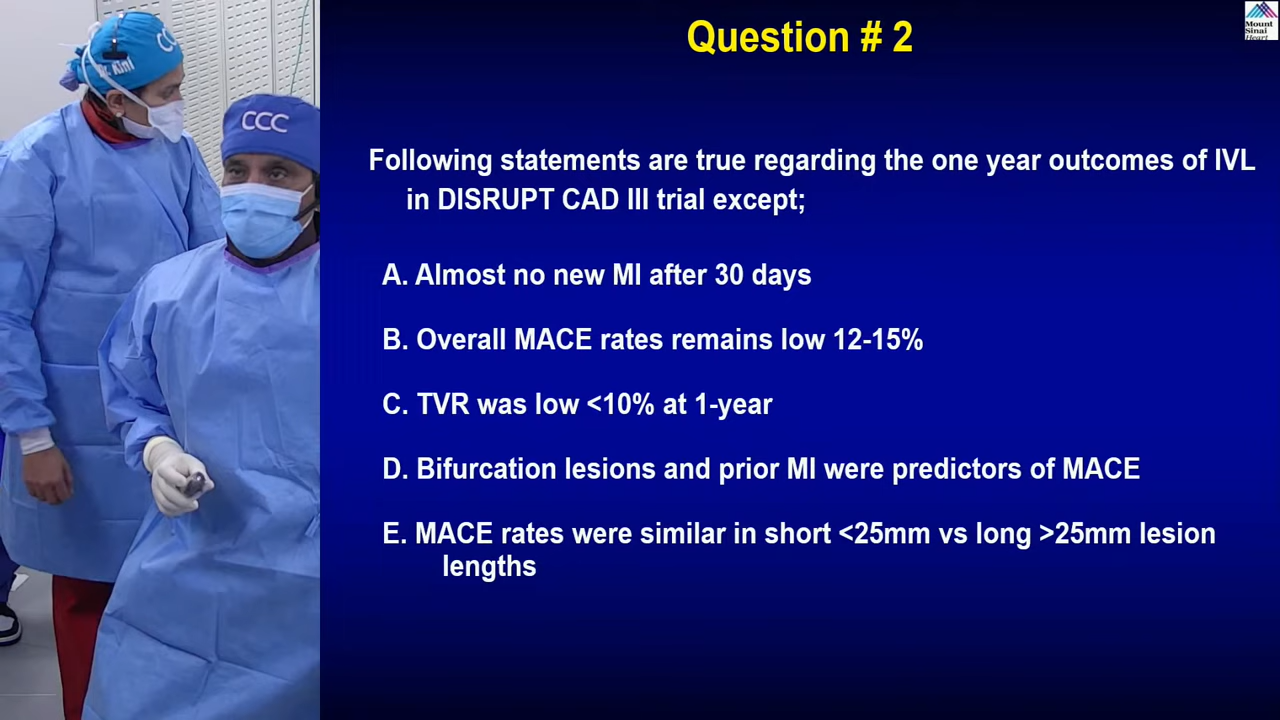 Question # 2
Mount
Sinai
Heart
CCC
Following statements are true regarding the one year outcomes of IVL
in DISRUPT CAD III trial except;
A. Almost no new MI after 30 days
B. Overall MACE rates remains low 12-15%
C. TVR was low <10% at 1-year
D. Bifurcation lesions and prior MI were predictors of MACE
E. MACE rates were similar in short <25mm vs long >25mm lesion
lengths